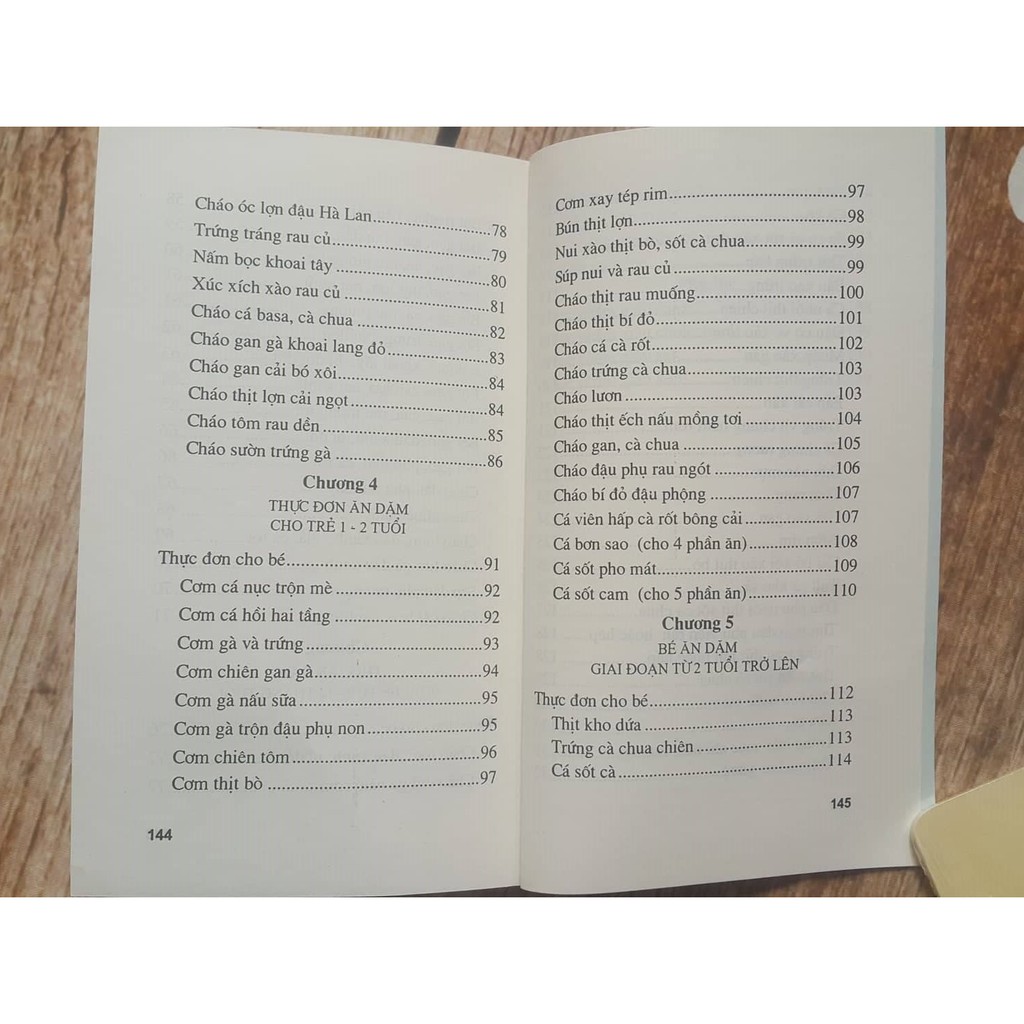 Cháo óc lợn đậu Hà Lan..............................78
Trứng tráng rau củ........................................79
Nấm bọc khoai tây ........................................80
Xúc xích xào rau củ ......................................81
Cháo cá basa, cà chua ...................................82
Cháo gan gà khoai lang đỏ............................83
Cháo gan cải bó xôi.......................................84
Cháo thịt lợn cải ngọt ...................................84
Cháo tôm rau dền ..........................................85
Cháo sườn trứng gà .......................................86
Chương 4
THỰC ĐƠN ĂN DẶM
CHO TRẺ 1 - 2 TUỔI
Thực đơn cho bé................................................91
Cơm cá nục trộn mè ......................................92
Cơm cá hồi hai tầng ......................................92
Cơm gà và trứng............................................93
Cơm chiên gan gà..........................................94
Cơm gà nấu sữa.............................................95
Cơm gà trộn đậu phụ non..............................95
Cơm chiên tôm ..............................................96
Cơm thịt bò ...................................................97
144
Cơm xay tép rim............................................97
Bún thịt lợn....................................................98
Nui xào thịt bò, sốt cà chua...........................99
Súp nui và rau củ ...........................................99
Cháo thịt rau muống....................................100
Cháo thịt bí đỏ.............................................101
Cháo cá cà rốt..............................................102
Cháo trứng cà chua......................................103
Cháo lươn ....................................................103
Cháo thịt ếch nấu mồng tơi .........................104
Cháo gan, cà chua .......................................105
Cháo đậu phụ rau ngót ................................106
Cháo bí đỏ đậu phộng .................................107
Cá viên hấp cà rốt bông cải .........................107
Cá bơn sao (cho 4 phần ăn).........................108
Cá sốt pho mát.............................................109
Cá sốt cam (cho 5 phần ăn).........................110
Chương 5
BÉ ĂN DẶM
GIAI ĐOẠN TỪ 2 TUỔI TRỞ LÊN
Thực đơn cho bé..............................................112
Thịt kho dứa ................................................113
Trứng cà chua chiên ....................................113
Cá sốt cà ......................................................114
145